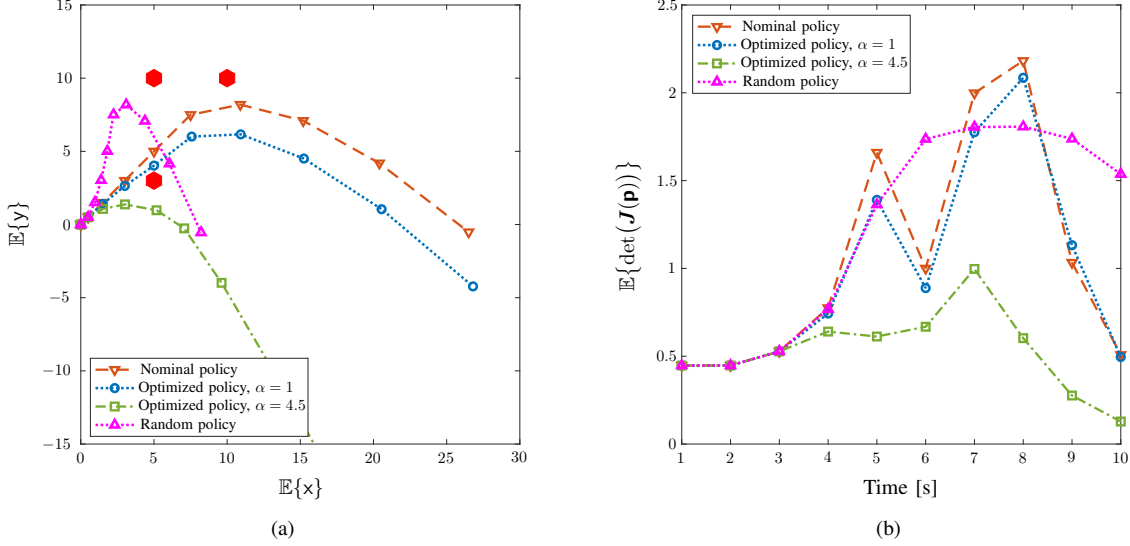 15
10
5
0
−5
−10
−15
0
5
10
15
20
25
30
𝔼{y}
𝔼{x}
Nominal policy
Optimized policy, α = 1
Optimized policy, α = 4.5
Random policy
(a)
2.5
2
1.5
1
0.5
0
1
2
3
4
5
6
7
8
9
10
𝔼{det(J(p))}
Time [s]
Nominal policy
Optimized policy, α = 1
Optimized policy, α = 4.5
Random policy
(b)